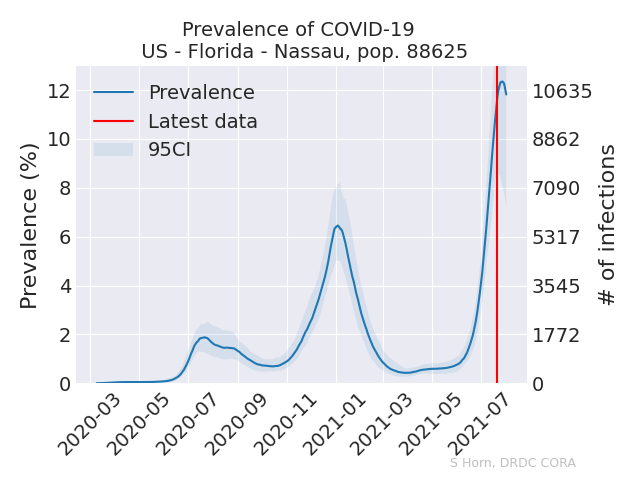 Prevalence of COVID-19
US - Florida - Nassau, pop. 88625
Prevalence
Latest data
95CI
Prevalence (%)
12
10
8
6
4
2
0
10635
8862
7090
5317
3545
1772
0
# of infections
2020-03
2020-05
2020-07
2020-09
2020-11
2021-01
2021-03
2021-05
2021-07
S Horn, DRDC CORA